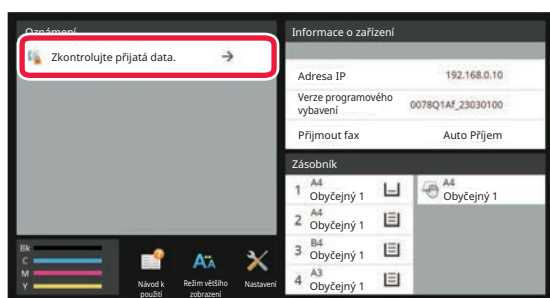 Oznámení
Zkontrolujte přijatá data.
Informace o zařízení
Adresa IP 192.168.0.10
Verze programového
vybavení 0078Q1Af_23030100
Přijmout fax Auto Příjem
Zásobník
1 A4
Obyčejný 1
A4
Obyčejný 1
2 A4
Obyčejný 1
3 B4
Obyčejný 1
4 A3
Obyčejný 1
Bk
C
M
Y
Návod k
použití
Režim většího
zobrazení
Nastavení